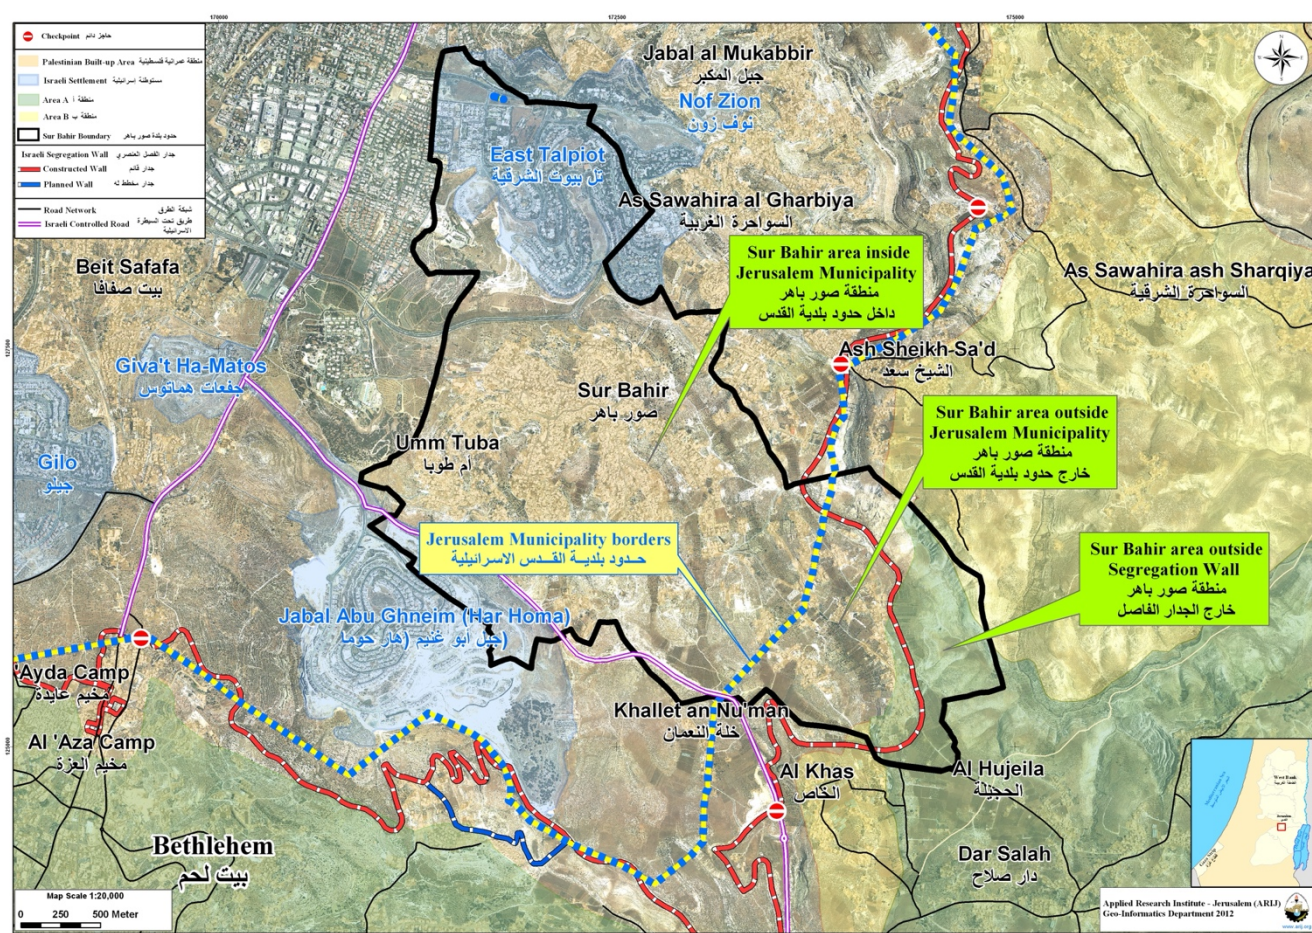 170000
172500
175000
Checkpoint حاجز دائم
Palestinian Built-up Area منطقة عمرانية فلسطينية
Israeli Settlement مستوطنة إسرائيلية
Area A منطقة أ
Area B منطقة ب
Sur Bahir Boundary حدود بلدة صور باهر
Israeli Segregation Wall جدار الفصل العنصري
Constructed Wall جدار قائم
Planned Wall جدار مخطط له
Road Network شبكة الطرق
Israeli Controlled Road طريق تحت السيطرة
الاسرائيلية
Jabal al Mukabbir
جبل المكبر
Nof Zion
نوف زون
East Talpiot
تل بيوت الشرقية
As Sawahira al Gharbiya
السواحرة الغربية
Beit Safafa
بيت صفافا
As Sawahira ash Sharqiya
السواحرة الشرقية
Sur Bahir area inside
Jerusalem Municipality
منطقة صور باهر
داخل حدود بلدية القدس
127500
Giva't Ha-Matos
جفعات هماتوس
Ash Sheikh Sa'd
الشيخ سعد
Sur Bahir
صور باهر
Sur Bahir area outside
Jerusalem Municipality
منطقة صور باهر
خارج حدود بلدية القدس
Umm Tuba
أم طوبا
Gilo
جيلو
Jerusalem Municipality borders
حدود بلدية القدس الاسرائيلية
Sur Bahir area outside
Segregation Wall
منطقة صور باهر
خارج الجدار الفاصل
Jabal Abu Ghneim (Har Homa)
جبل أبو غنيم (هار حوما)
'Ayda Camp
مخيم عايدة
Khallet an Nu'man
خلة النعمان
Al 'Aza Camp
مخيم العزة
125000
Al Khas
الخاص
Al Hujeila
الحجيلة
Bethlehem
بيت لحم
Dar Salah
دار صلاح
West Bank
Jerusalem
Map Scale 1:20,000
0 250 500 Meter
Applied Research Institute - Jerusalem (ARIJ)
Geo-Informatics Department 2012
www.arij.org